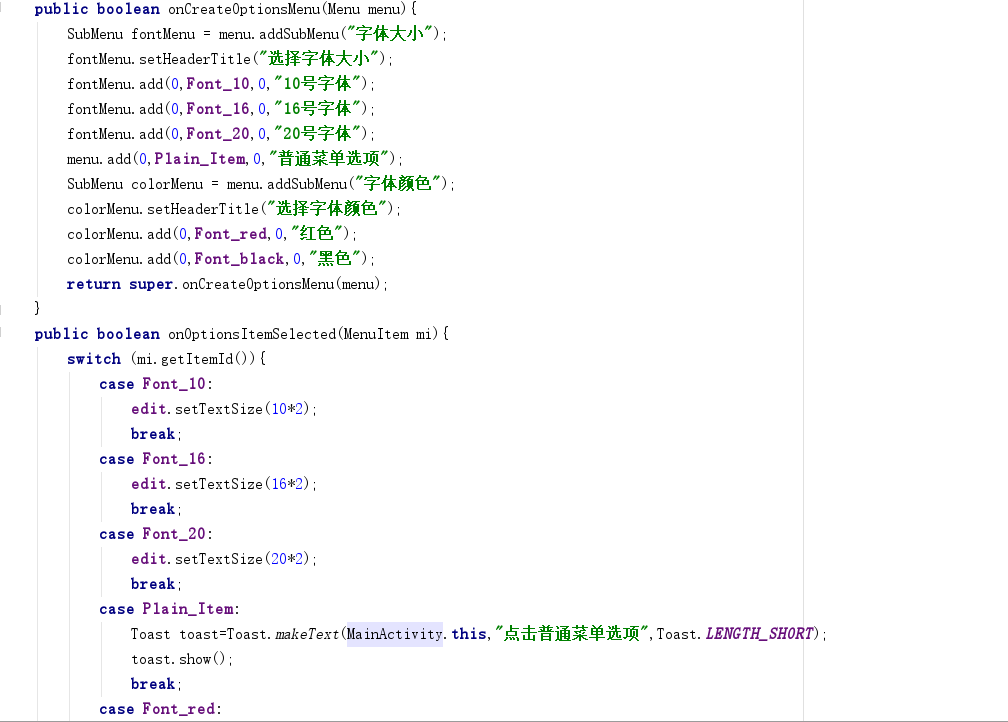 public boolean onCreateOptionsMenu(Menu menu){
SubMenu fontMenu = menu.addSubMenu("字体大小");
fontMenu.setHeaderTitle("选择字体大小");
fontMenu.add(0,Font_10,0,"10号字体");
fontMenu.add(0,Font_16,0,"16号字体");
fontMenu.add(0,Font_20,0,"20号字体");
menu.add(0,Plain_Item,0,"普通菜单选项");
SubMenu colorMenu = menu.addSubMenu("字体颜色");
colorMenu.setHeaderTitle("选择字体颜色");
colorMenu.add(0,Font_red,0,"红色");
colorMenu.add(0,Font_black,0,"黑色");
return super.onCreateOptionsMenu(menu);
}
public boolean onOptionsItemSelected(MenuItem mi){
switch (mi.getItemId()){
case Font_10:
edit.setTextSize(10*2);
break;
case Font_16:
edit.setTextSize(16*2);
break;
case Font_20:
edit.setTextSize(20*2);
break;
case Plain_Item:
Toast toast=Toast.makeText(MainActivity.this,"点击普通菜单选项",Toast.LENGTH_SHORT);
toast.show();
break;
case Font_red: